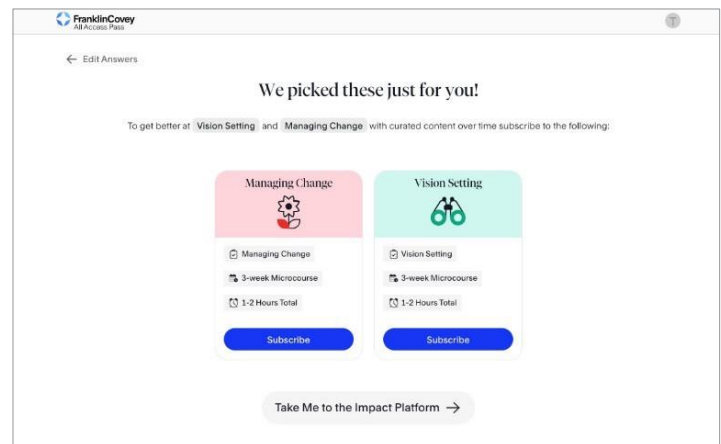 FranklinCovey
All Access Pass
T
← Edit Answers
We picked these just for you!
To get better at Vision Setting and Managing Change with curated content over time subscribe to the following:
Managing Change
Managing Change
3-week Microcourse
1-2 Hours Total
Subscribe
Vision Setting
Vision Setting
3-week Microcourse
1-2 Hours Total
Subscribe
Take Me to the Impact Platform →